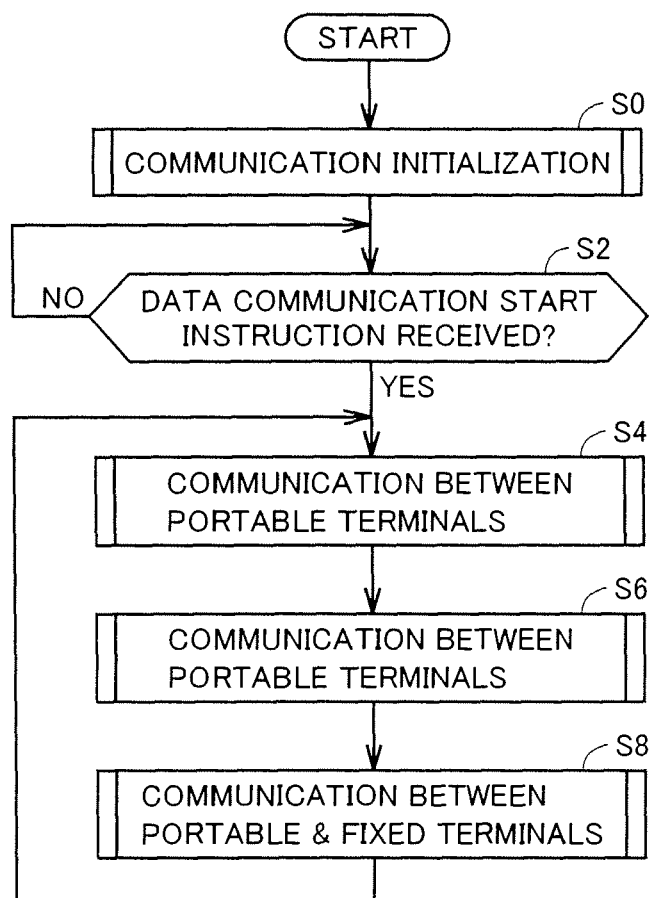 START
S0
COMMUNICATION INITIALIZATION
S2
NO
DATA COMMUNICATION START
INSTRUCTION RECEIVED?
YES
S4
COMMUNICATION BETWEEN
PORTABLE TERMINALS
S6
COMMUNICATION BETWEEN
PORTABLE TERMINALS
S8
COMMUNICATION BETWEEN
PORTABLE & FIXED TERMINALS